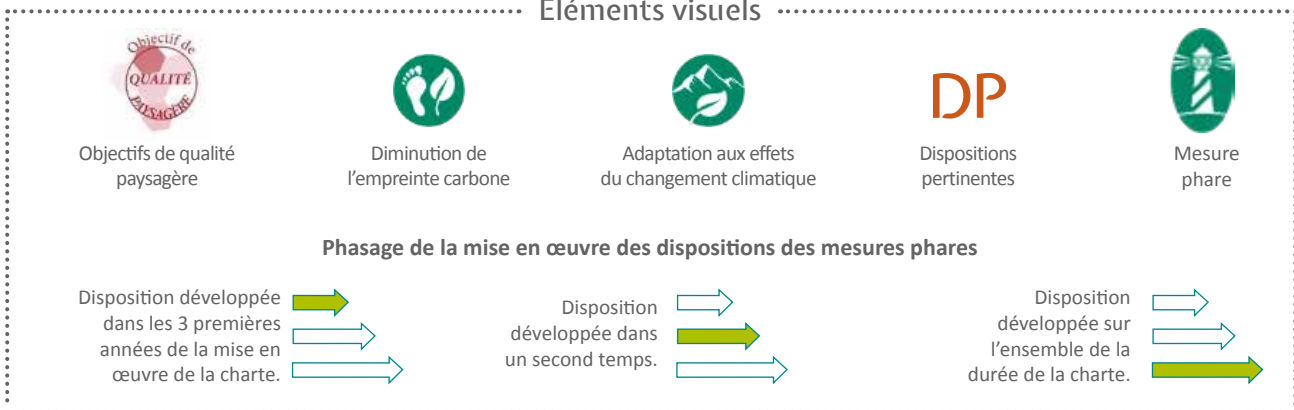 Eléments visuels
Objectif de
QUALITÉ
PAYSAGÈRE
DP
Objectifs de qualité
paysagère
Diminution de
l'empreinte carbone
Adaptation aux effets
du changement climatique
Dispositions
pertinentes
Mesure
phare
Phasage de la mise en œuvre des dispositions des mesures phares
Disposition développée
dans les 3 premières
années de la mise en
œuvre de la charte.
Disposition
développée dans
un second temps.
Disposition
développée sur
l'ensemble de la
durée de la charte.